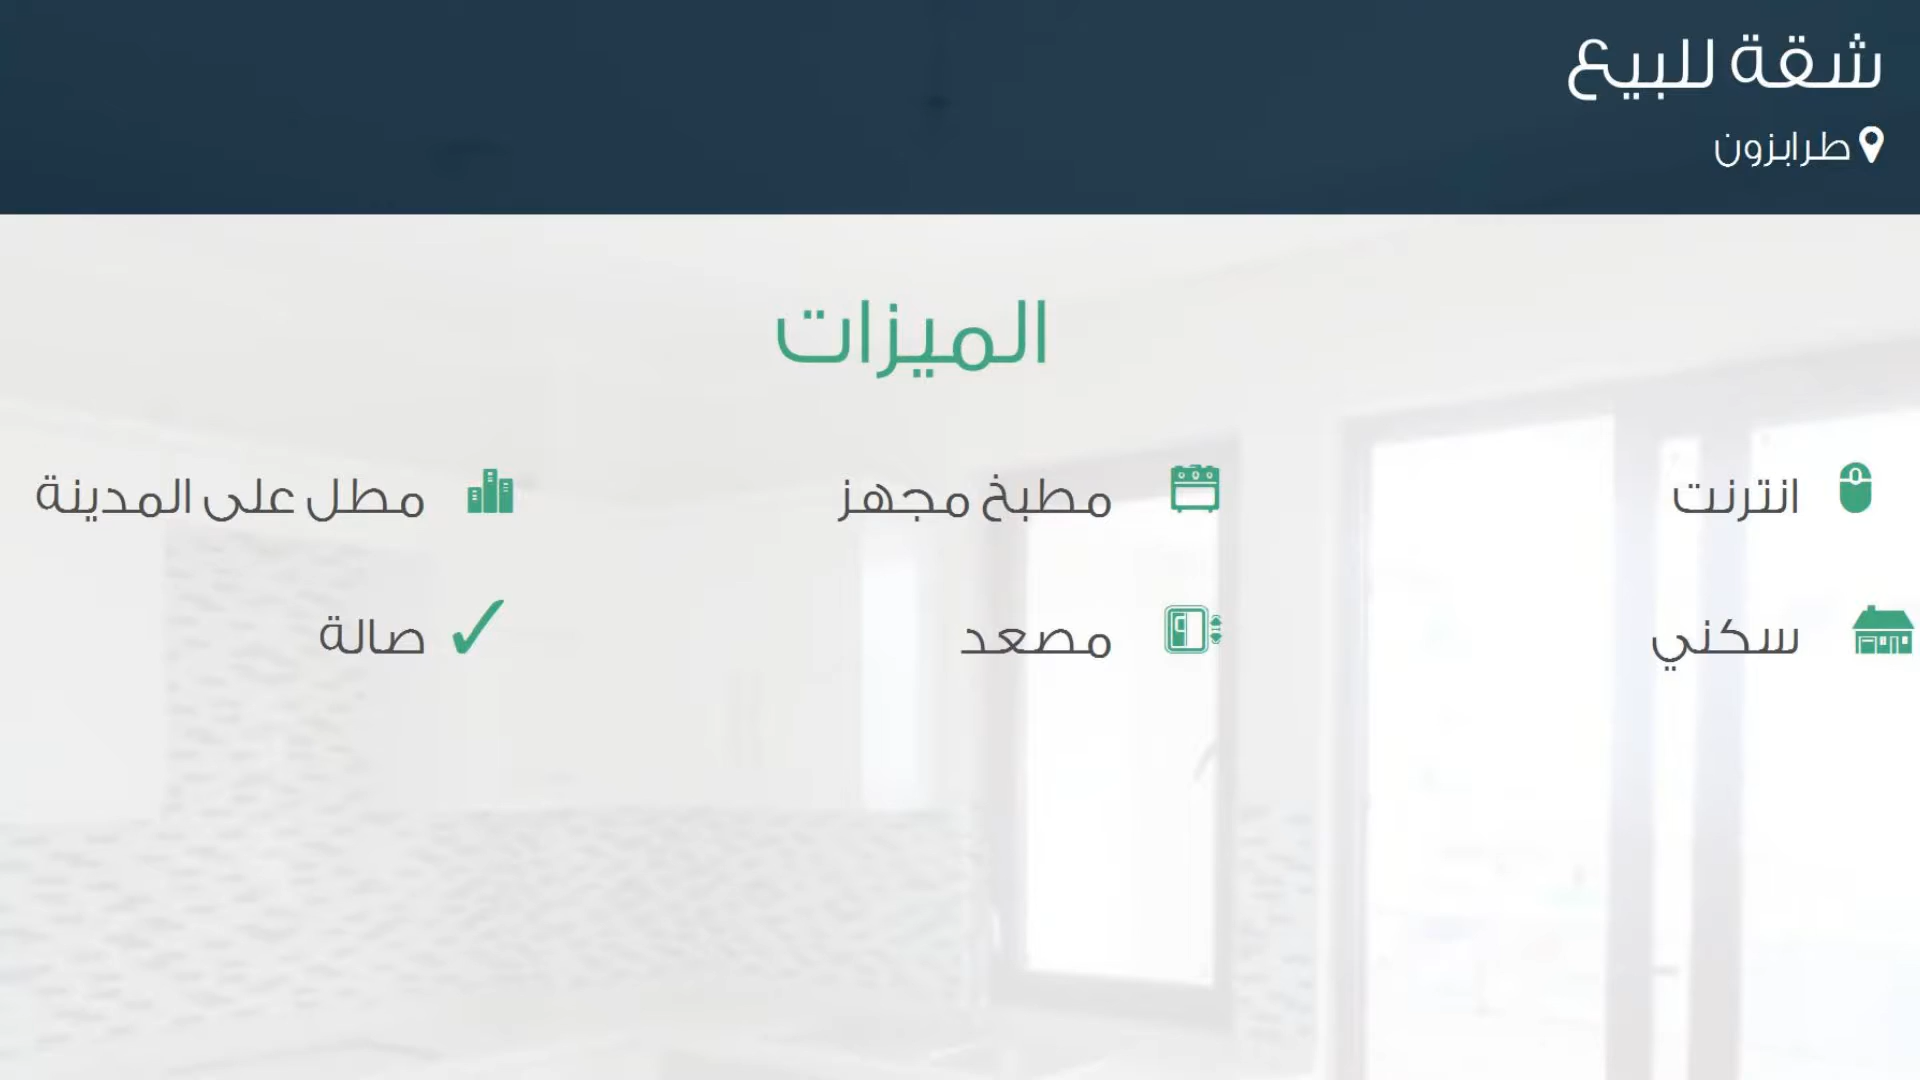 شقة للبيع
طرابزون
الميزات
انترنت
مطبخ مجهز
مطل على المدينة
سكني
مصعد
صالة